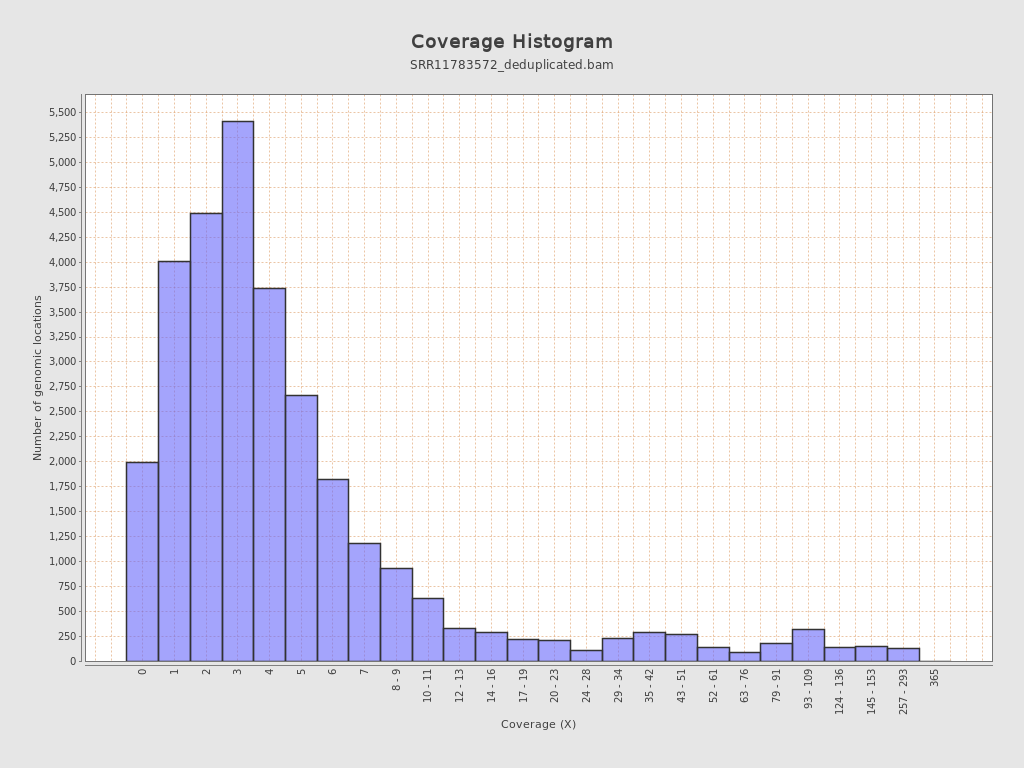 Coverage Histogram
SRR11783572_deduplicated.bam
Number of genomic locations
5,500
5,250
5,000
4,750
4,500
4,250
4,000
3,750
3,500
3,250
3,000
2,750
2,500
2,250
2,000
1,750
1,500
1,250
1,000
750
500
250
0
0
1
2
3
4
5
6
7
8 - 9
10 - 11
12 - 13
14 - 16
17 - 19
20 - 23
24 - 28
29 - 34
35 - 42
43 - 51
52 - 61
63 - 76
79 - 91
93 - 109
124 - 136
145 - 153
257 - 293
365
Coverage (X)